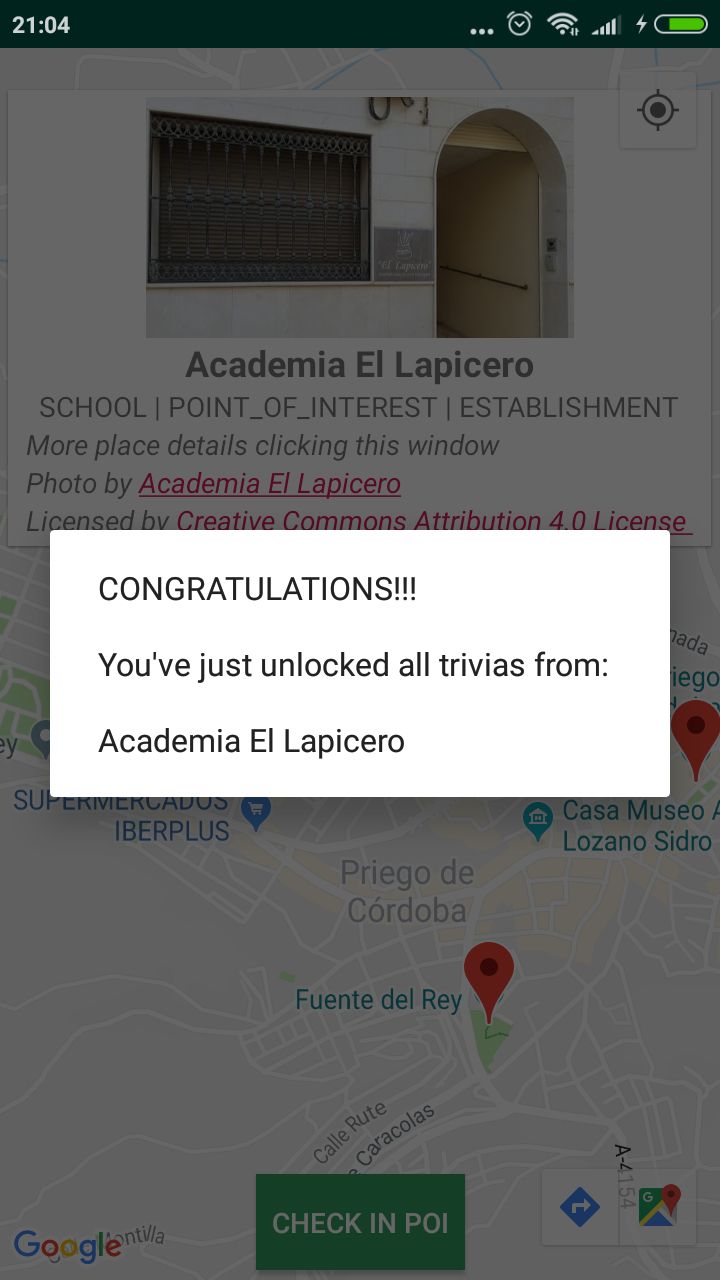 21:04
"El Lapicero"
Academia El Lapicero
SCHOOL | POINT_OF_INTEREST | ESTABLISHMENT
More place details clicking this window
Photo by Academia El Lapicero
Licensed by Creative Commons Attribution 4.0 License
CONGRATULATIONS!!!
You've just unlocked all trivias from:
Academia El Lapicero
SUPERMERCADOS
IBERPLUS
Casa Museo A
Lozano Sidro
Priego de
Córdoba
Fuente del Rey
Calle Rute
Caracolas
A-4154
CHECK IN POI
G
Google